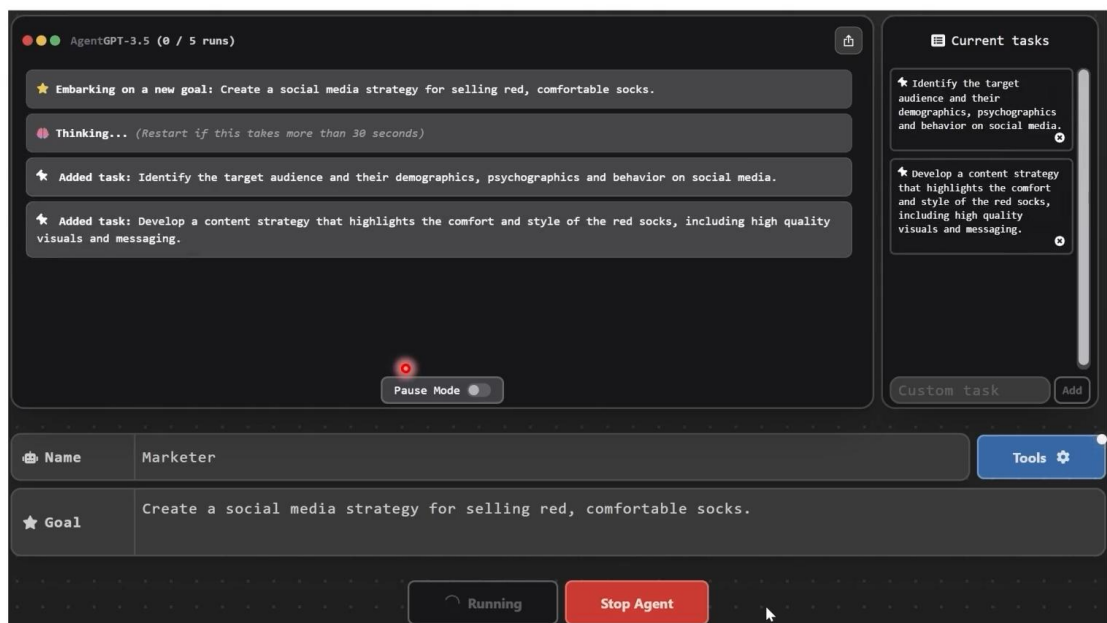 AgentGPT-3.5 (0 / 5 runs)
Embarking on a new goal: Create a social media strategy for selling red, comfortable socks.
Thinking... (Restart if this takes more than 30 seconds)
Added task: Identify the target audience and their demographics, psychographics and behavior on social media.
Added task: Develop a content strategy that highlights the comfort and style of the red socks, including high quality
visuals and messaging.
Pause Mode
Current tasks
Identify the target
audience and their
demographics, psychographics
and behavior on social media.
Develop a content strategy
that highlights the comfort
and style of the red socks,
including high quality
visuals and messaging.
Custom task
Add
Name
Marketer
Tools
Goal
Create a social media strategy for selling red, comfortable socks.
Running
Stop Agent